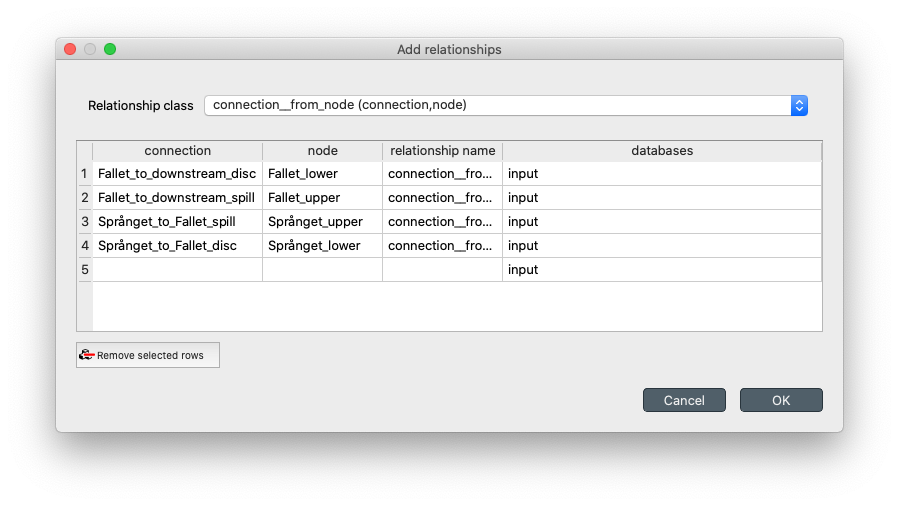 Add relationships
Relationship class connection__from_node (connection,node)
connection node relationship name databases
1 Fallet_to_downstream_disc Fallet_lower connection__fro... input
2 Fallet_to_downstream_spill Fallet_upper connection__fro... input
3 Språnget_to_Fallet_spill Språnget_upper connection__fro... input
4 Språnget_to_Fallet_disc Språnget_lower connection__fro... input
5 input
Remove selected rows
Cancel OK